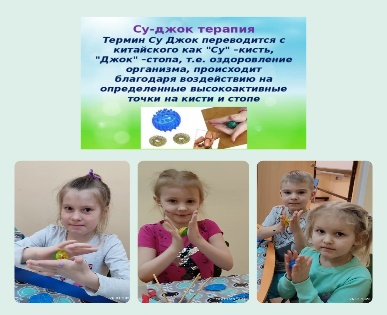 Су-джок терапия
Термин Су Джок переводится с
китайского как "Су" –кисть,
"Джок" –стопа, т.е. оздоровление
организма, происходит
благодаря воздействию на
определенные высокоактивные
точки на кисти и стопе